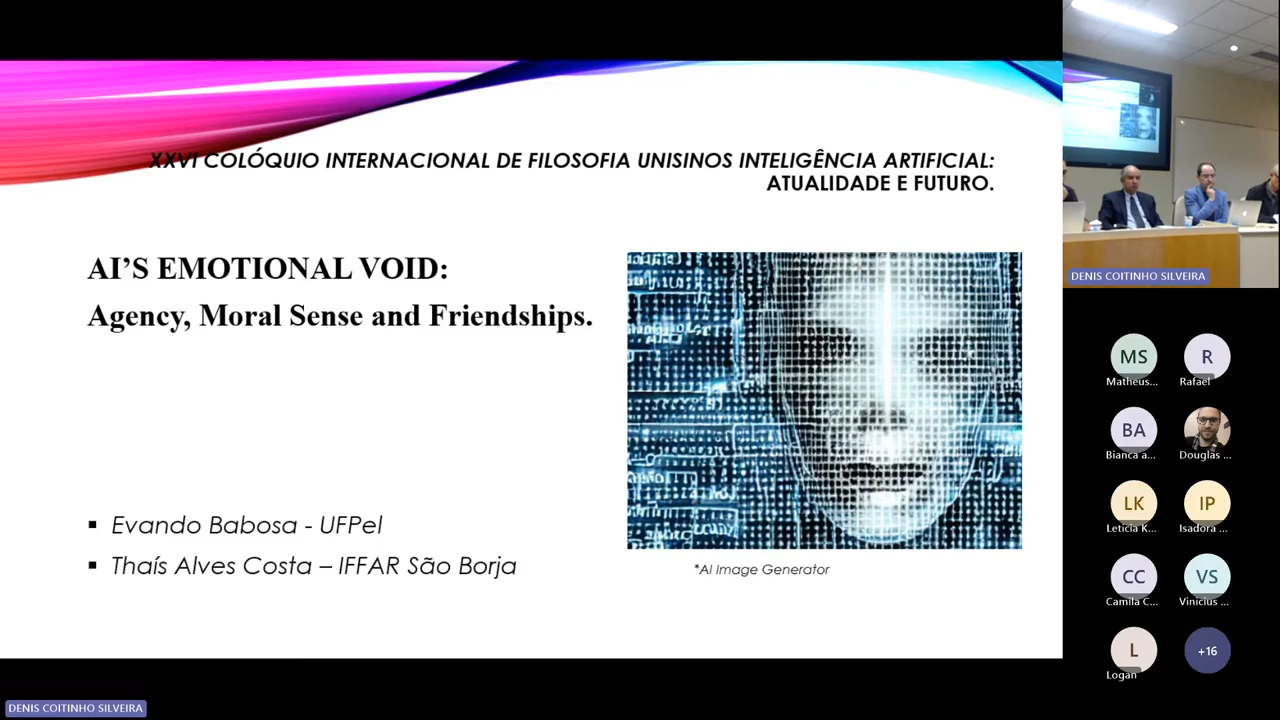 XXVI COLÓQUIO INTERNACIONAL DE FILOSOFIA UNISINOS INTELIGÊNCIA ARTIFICIAL:
ATUALIDADE E FUTURO.
AI’S EMOTIONAL VOID:
Agency, Moral Sense and Friendships.
▪ Evando Babosa - UFPel
▪ Thaís Alves Costa – IFFAR São Borja
*AI Image Generator
DENIS COITINHO SILVEIRA
MS
Matheus...
R
Rafael
BA
Bianca a...
Douglas ...
LK
Letícia K...
IP
Isadora ...
CC
Camila C...
VS
Vinicius ...
L
Logan
+16
DENIS COITINHO SILVEIRA